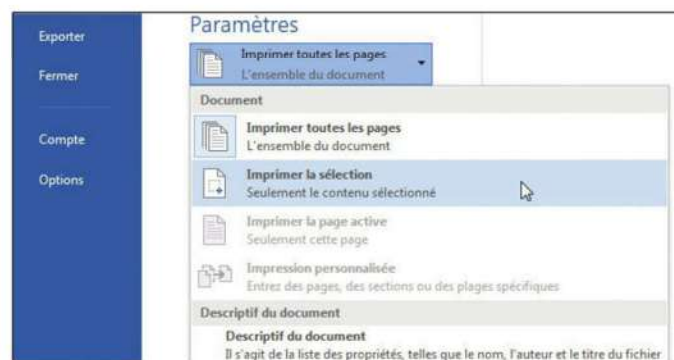 Exporter
Fermer
Compte
Options
Paramètres
Imprimer toutes les pages
L'ensemble du document
Document
Imprimer toutes les pages
L'ensemble du document
Imprimer la sélection
Seulement le contenu sélectionné
Imprimer la page active
Seulement cette page
Impression personnalisée
Entrez des pages, des sections ou des plages spécifiques
Descriptif du document
Descriptif du document
Il s'agit de la liste des propriétés, telles que le nom, l'auteur et le titre du fichier